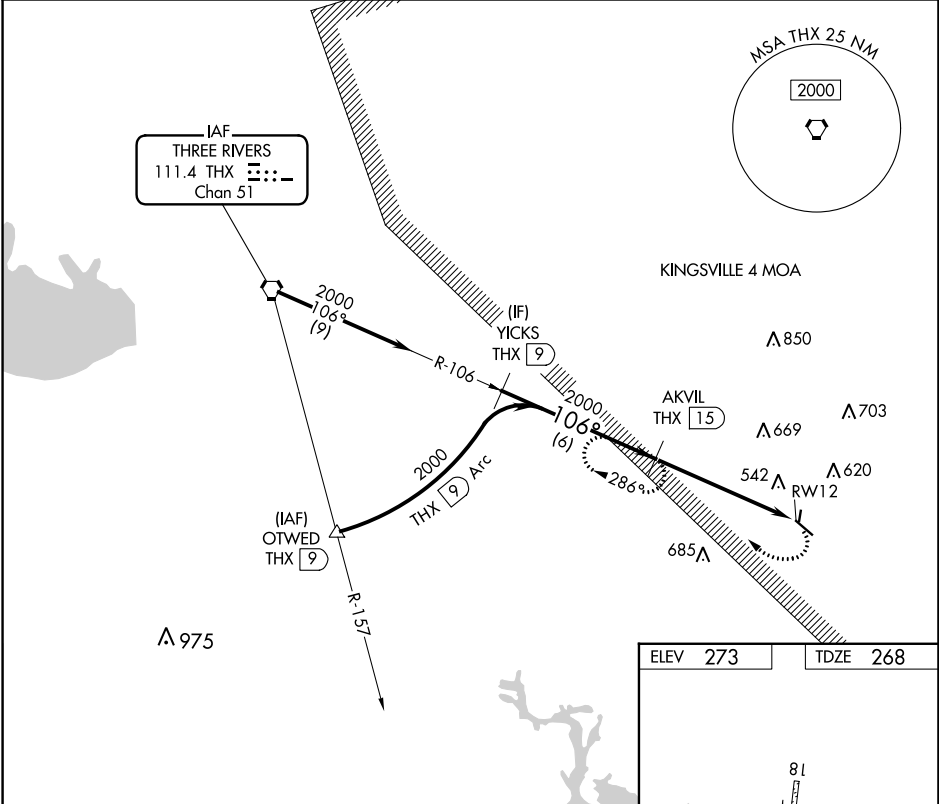 MSA THX 25 NM
2000
IAF
THREE RIVERS
111.4 THX
Chan 51
KINGSVILLE 4 MOA
2000
106°
(9)
R-106
(IF)
YICKS
THX 9
850
2000
106°
(6)
AKVIL
THX 15
703
669
286°
542
620
RW12
2000
THX 9 Arc
(IAF)
OTWED
THX 9
685
R-157
975
ELEV 273
TDZE 268
18